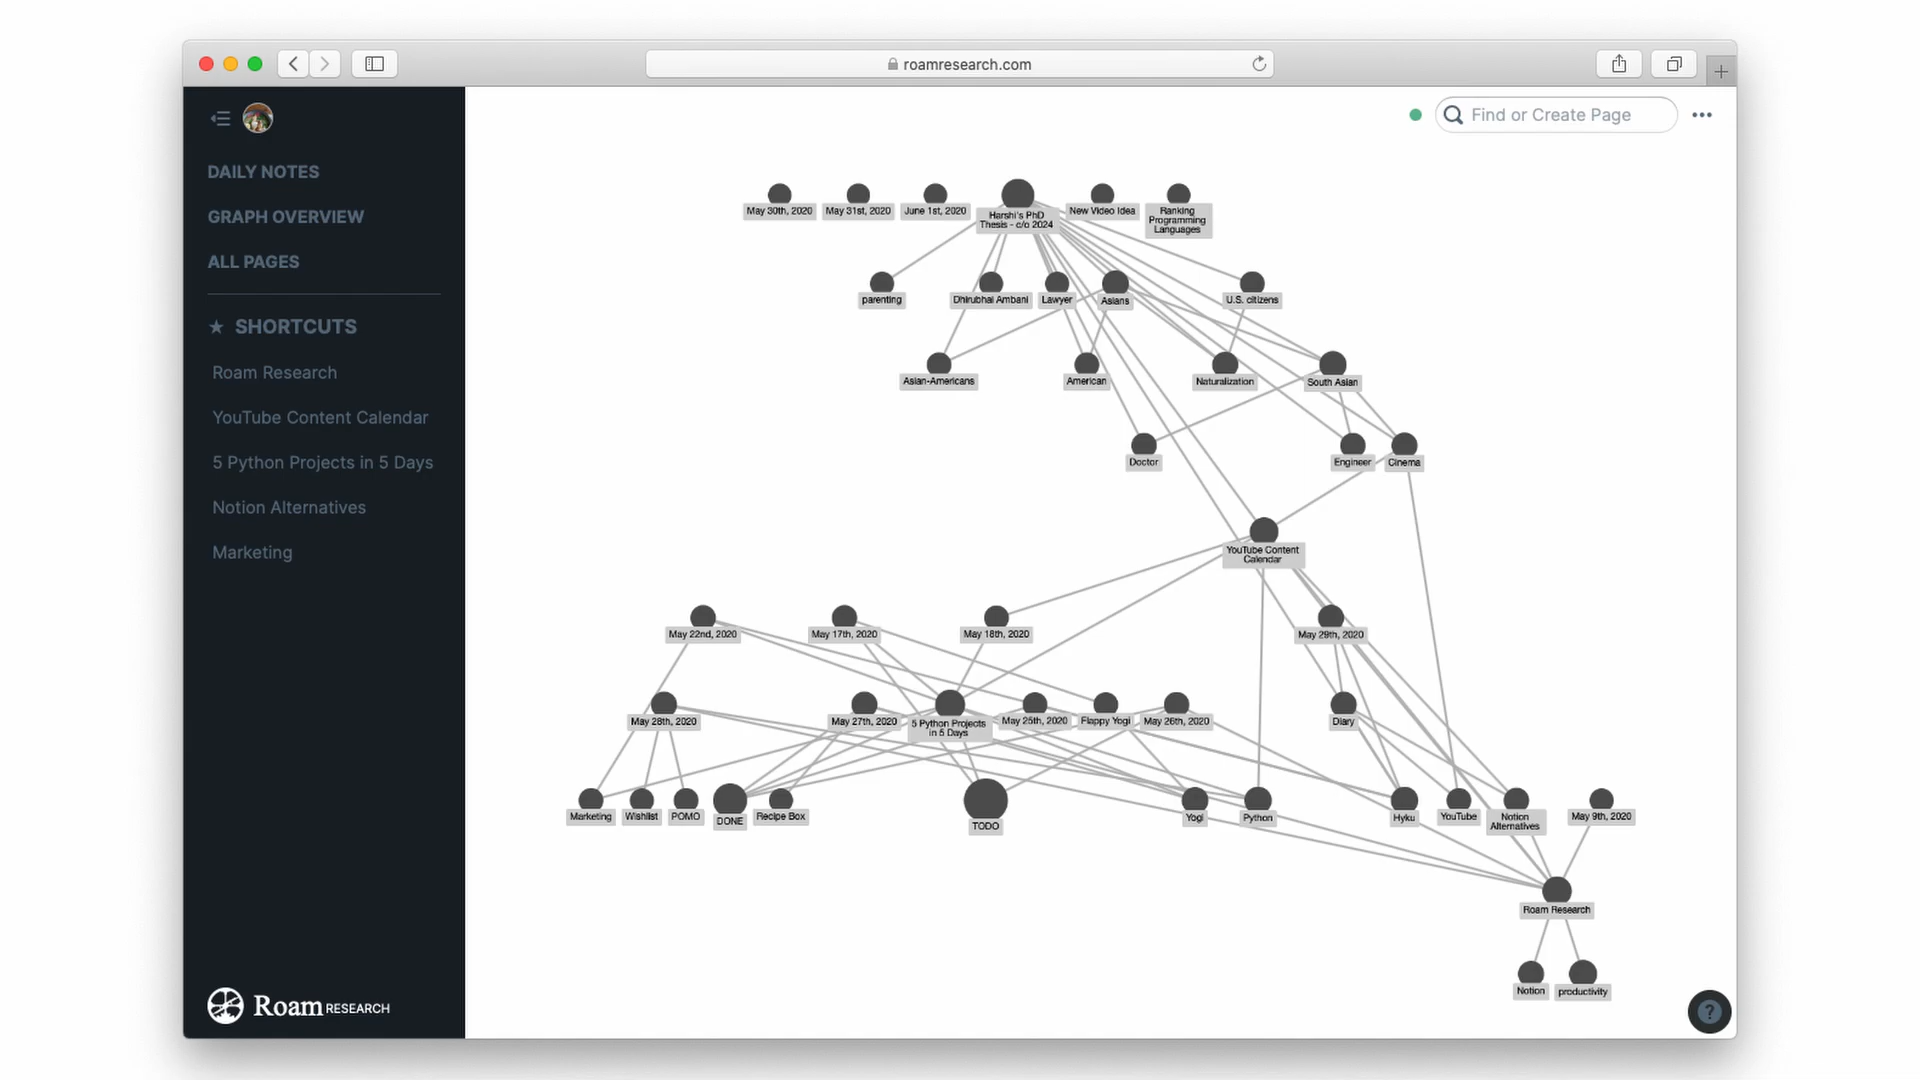 roamresearch.com
Find or Create Page
DAILY NOTES
GRAPH OVERVIEW
ALL PAGES
SHORTCUTS
Roam Research
YouTube Content Calendar
5 Python Projects in 5 Days
Notion Alternatives
Marketing
Roam RESEARCH
May 30th, 2020
May 31st, 2020
June 1st, 2020
Harshi's PhD
Thesis - c/o 2024
New Video Idea
Ranking
Programming
Languages
parenting
Dhirubhai Ambani
Lawyer
Asians
U.S. citizens
Asian-Americans
American
Naturalization
South Asian
Doctor
Engineer
Cinema
YouTube Content
Calendar
May 22nd, 2020
May 17th, 2020
May 18th, 2020
May 29th, 2020
May 28th, 2020
May 27th, 2020
5 Python Projects
in 5 Days
May 25th, 2020
Flappy Yogi
May 26th, 2020
Diary
Marketing
Wishlist
POMO
DONE
Recipe Box
TODO
Yogi
Python
Hyku
YouTube
Notion
Alternatives
May 9th, 2020
Roam Research
Notion
productivity
?